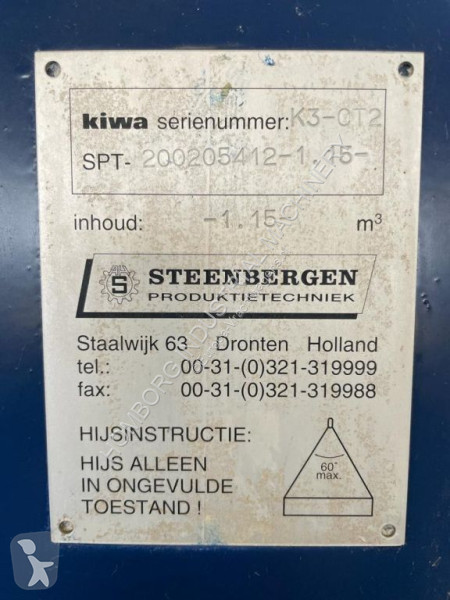 kiwa serienummer: K3-CT2
SPT- 200205412-1.15-
inhoud: -1.15 m³
S STEENBERGEN
PRODUKTIETECHNIEK
Staalwijk 63 Dronten Holland
tel.: 00-31-(0)321-319999
fax: 00-31-(0)321-319988
HIJSINSTRUCTIE:
HIJS ALLEEN
IN ONGEVULDE
TOESTAND !
60°
max.